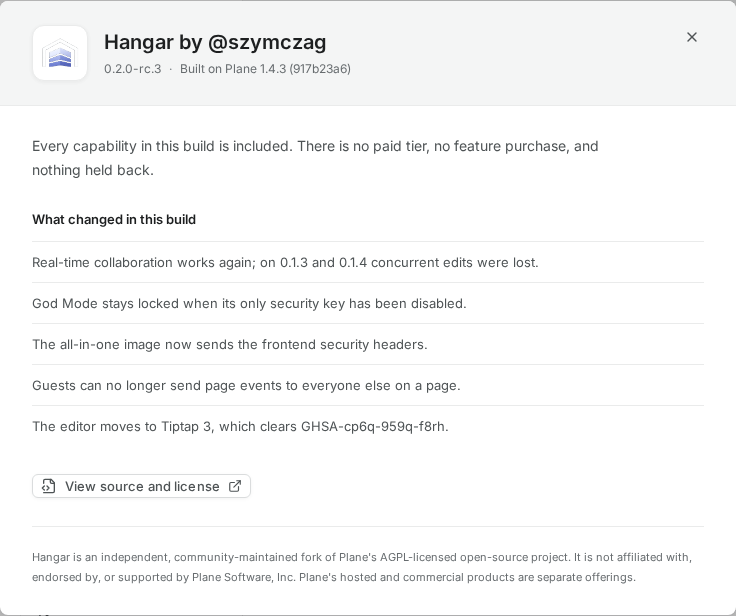 Hangar by @szymczag
0.2.0-rc.3 · Built on Plane 1.4.3 (917b23a6)
Every capability in this build is included. There is no paid tier, no feature purchase, and
nothing held back.
What changed in this build
Real-time collaboration works again; on 0.1.3 and 0.1.4 concurrent edits were lost.
God Mode stays locked when its only security key has been disabled.
The all-in-one image now sends the frontend security headers.
Guests can no longer send page events to everyone else on a page.
The editor moves to Tiptap 3, which clears GHSA-cp6q-959q-f8rh.
View source and license
Hangar is an independent, community-maintained fork of Plane's AGPL-licensed open-source project. It is not affiliated with,
endorsed by, or supported by Plane Software, Inc. Plane's hosted and commercial products are separate offerings.